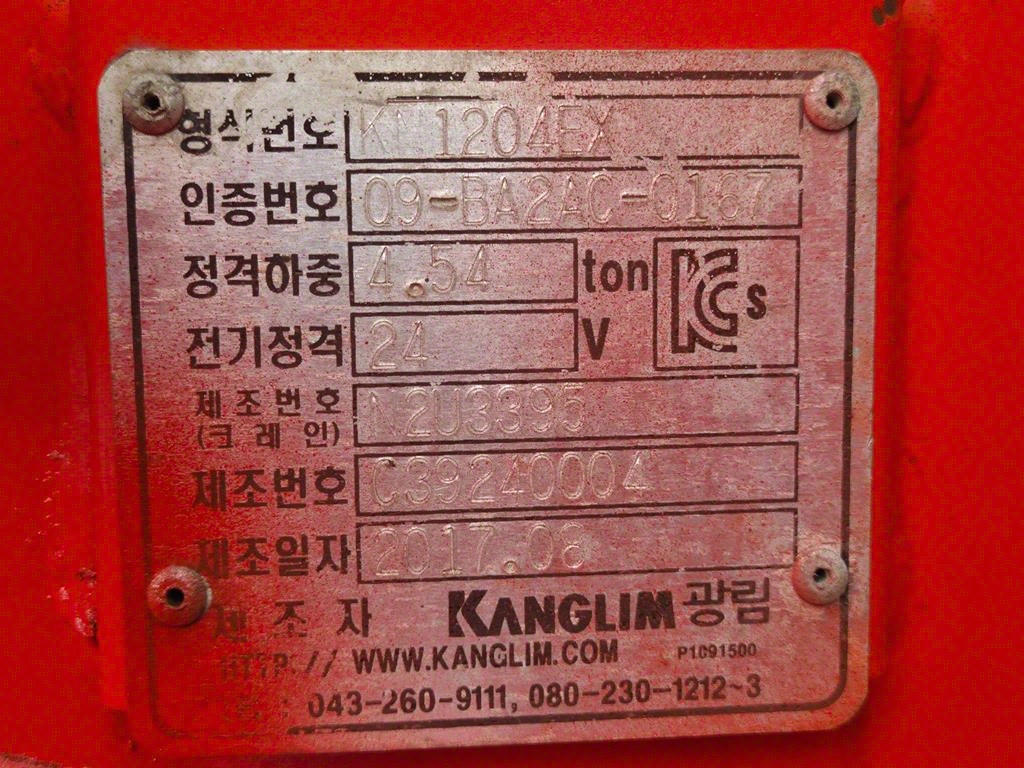 형식번호 KN1204EX
인증번호 09-BA2AC-0167
정격하중 4.54 ton
전기정격 24 V
KCs
제조번호 N2U3395
(크레인)
제조번호 C39240004
제조일자 2017.08
제조자 KANGLIM 광림
HTTP://WWW.KANGLIM.COM P1091500
043-260-9111, 080-230-1212~3